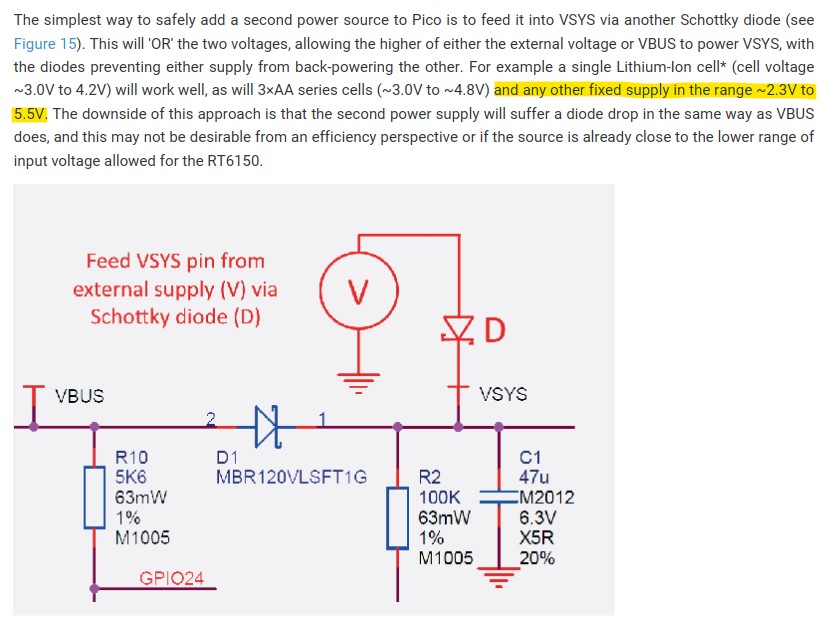 The simplest way to safely add a second power source to Pico is to feed it into VSYS via another Schottky diode (see
Figure 15). This will 'OR' the two voltages, allowing the higher of either the external voltage or VBUS to power VSYS, with
the diodes preventing either supply from back-powering the other. For example a single Lithium-Ion cell* (cell voltage
~3.0V to 4.2V) will work well, as will 3×AA series cells (~3.0V to ~4.8V) and any other fixed supply in the range ~2.3V to
5.5V. The downside of this approach is that the second power supply will suffer a diode drop in the same way as VBUS
does, and this may not be desirable from an efficiency perspective or if the source is already close to the lower range of
input voltage allowed for the RT6150.
Feed VSYS pin from
external supply (V) via
Schottky diode (D)
V
D
VBUS
VSYS
2
1
R10
5K6
63mW
1%
M1005
D1
MBR120VLSFT1G
R2
100K
63mW
1%
M1005
C1
47u
M2012
6.3V
X5R
20%
GPIO24